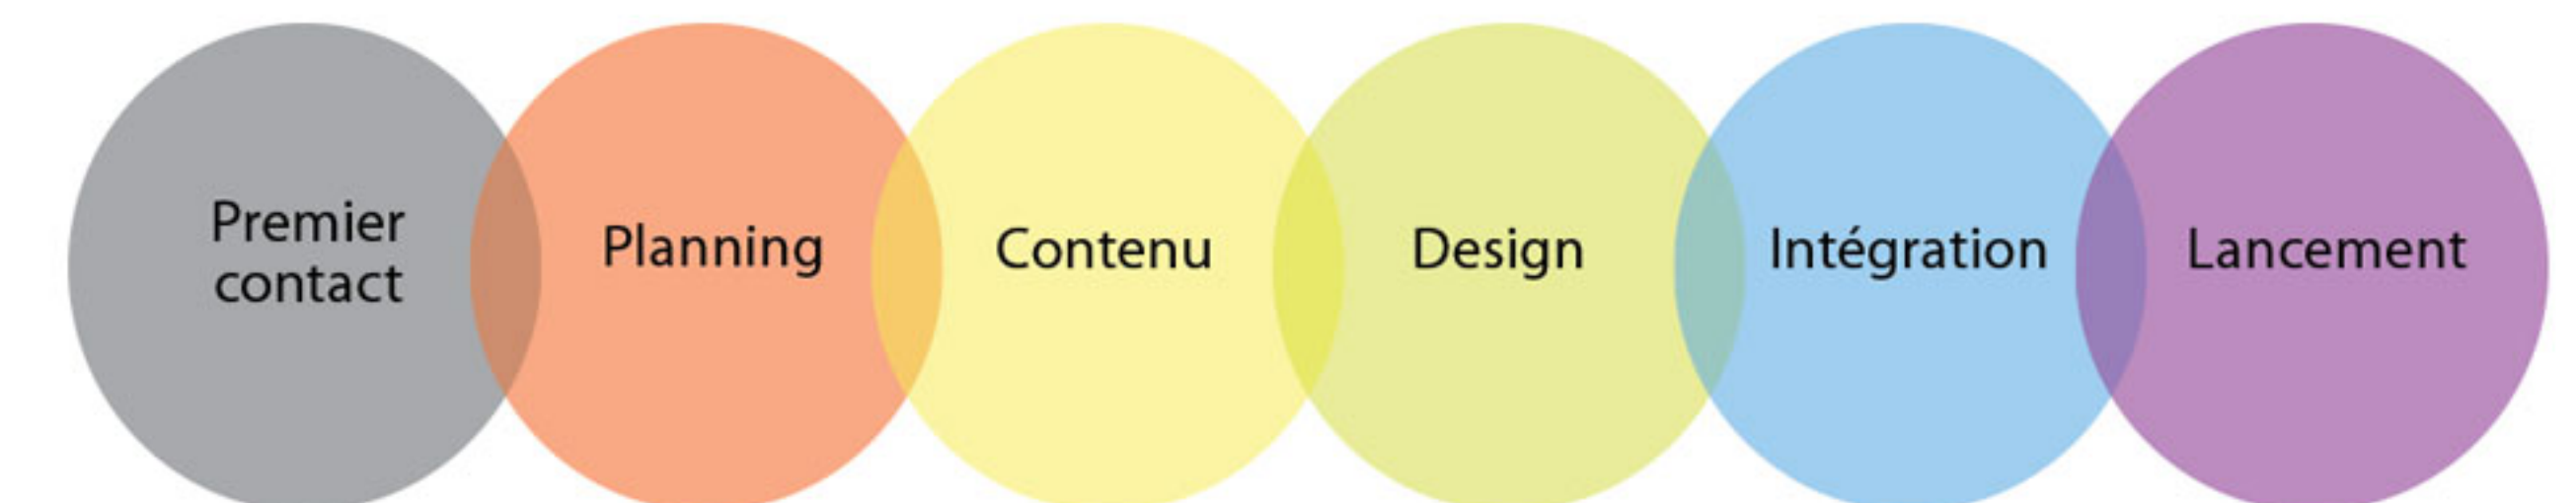 Premier
contact
Planning
Contenu
Design
Intégration
Lancement